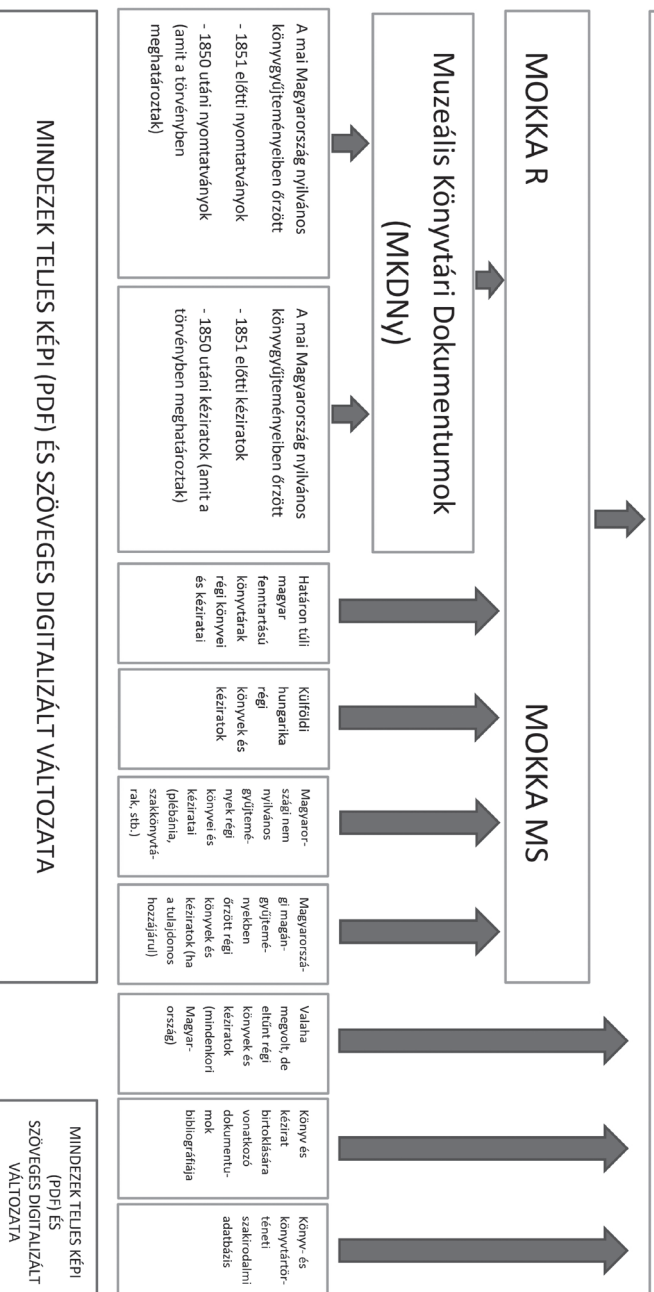 MOKKA R
MOKKA MS
Muzeális Könyvtári Dokumentumok
(MKDNy)
A mai Magyarország nyilvános
könyvgyűjteményeiben őrzött
- 1851 előtti nyomtatványok
- 1850 utáni nyomtatványok
(amit a törvényben
meghatároztak)
A mai Magyarország nyilvános
könyvgyűjteményeiben őrzött
- 1851 előtti kéziratok
- 1850 utáni kéziratok (amit a
törvényben meghatároztak)
Határon túli
magyar
fenntartású
könyvtárak
régi könyvei
és kéziratai
Külföldi
hungarika
régi
könyvek és
kéziratok
Magyaror-
szági nem
nyilvános
gyűjtemé-
nyek régi
könyvei és
kéziratai
(plébánia,
szakkönyvtá-
rak, stb.)
Magyarorszá-
gi magán-
gyűjtemé-
nyekben
őrzött régi
könyvek és
kéziratok (ha
a tulajdonos
hozzájárul)
Valaha
megvolt, de
eltűnt régi
könyvek és
kéziratok
(mindenkori
Magyar-
ország)
Könyv és
kézirat
birtoklására
vonatkozó
dokumentu-
mok
bibliográfiája
Könyv- és
könyvtártör-
téneti
szakirodalmi
adatbázis
MINDEZEK TELJES KÉPI (PDF) ÉS SZÖVEGES DIGITALIZÁLT VÁLTOZATA
MINDEZEK TELJES KÉPI
(PDF) ÉS
SZÖVEGES DIGITALIZÁLT
VÁLTOZATA